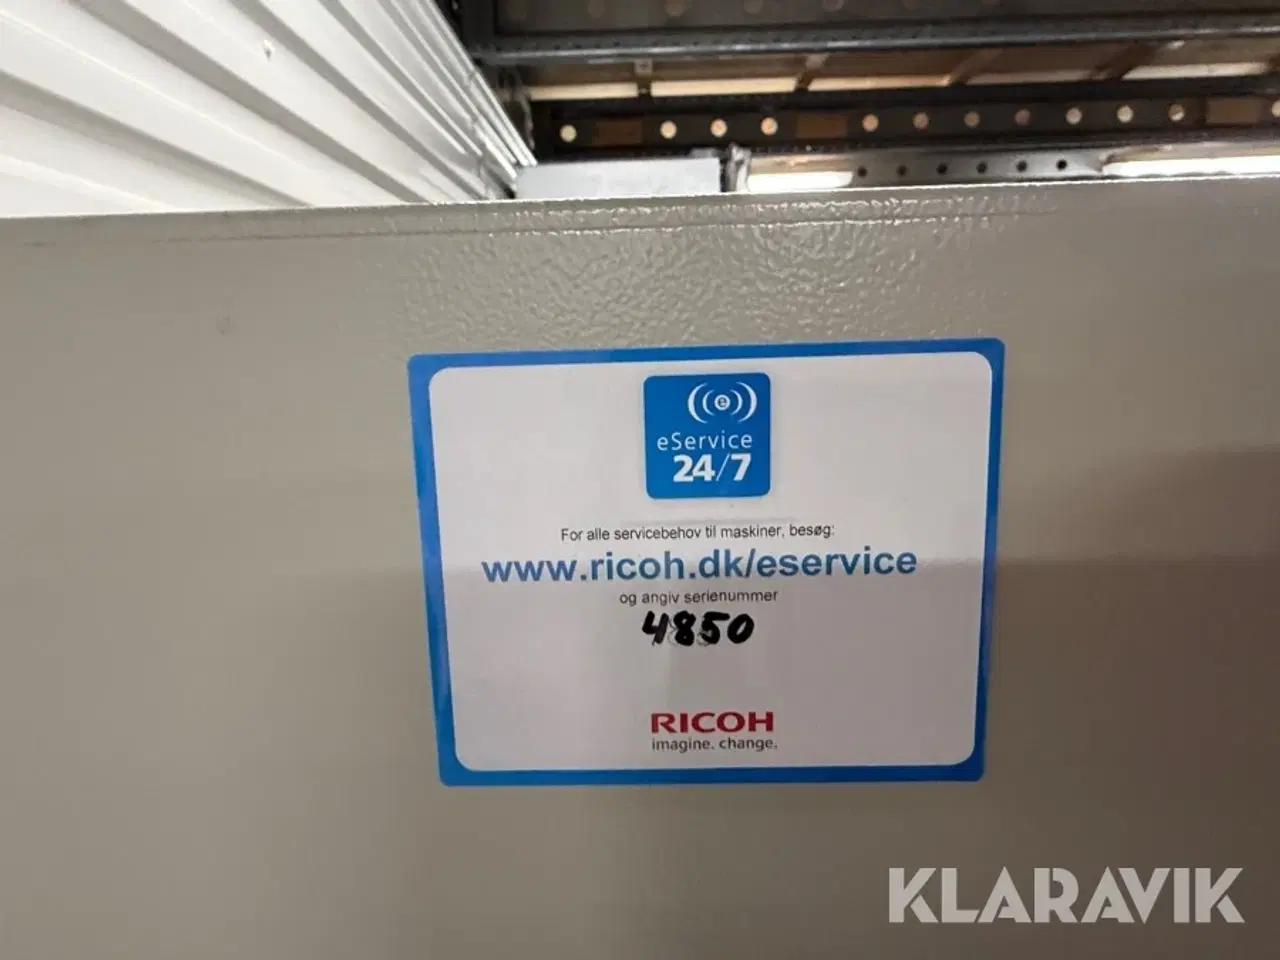 e
eService
24/7
For alle servicebehov til maskiner, besøg:
www.ricoh.dk/eservice
og angiv serienummer
4850
RICOH
imagine. change.
KLARAVIK